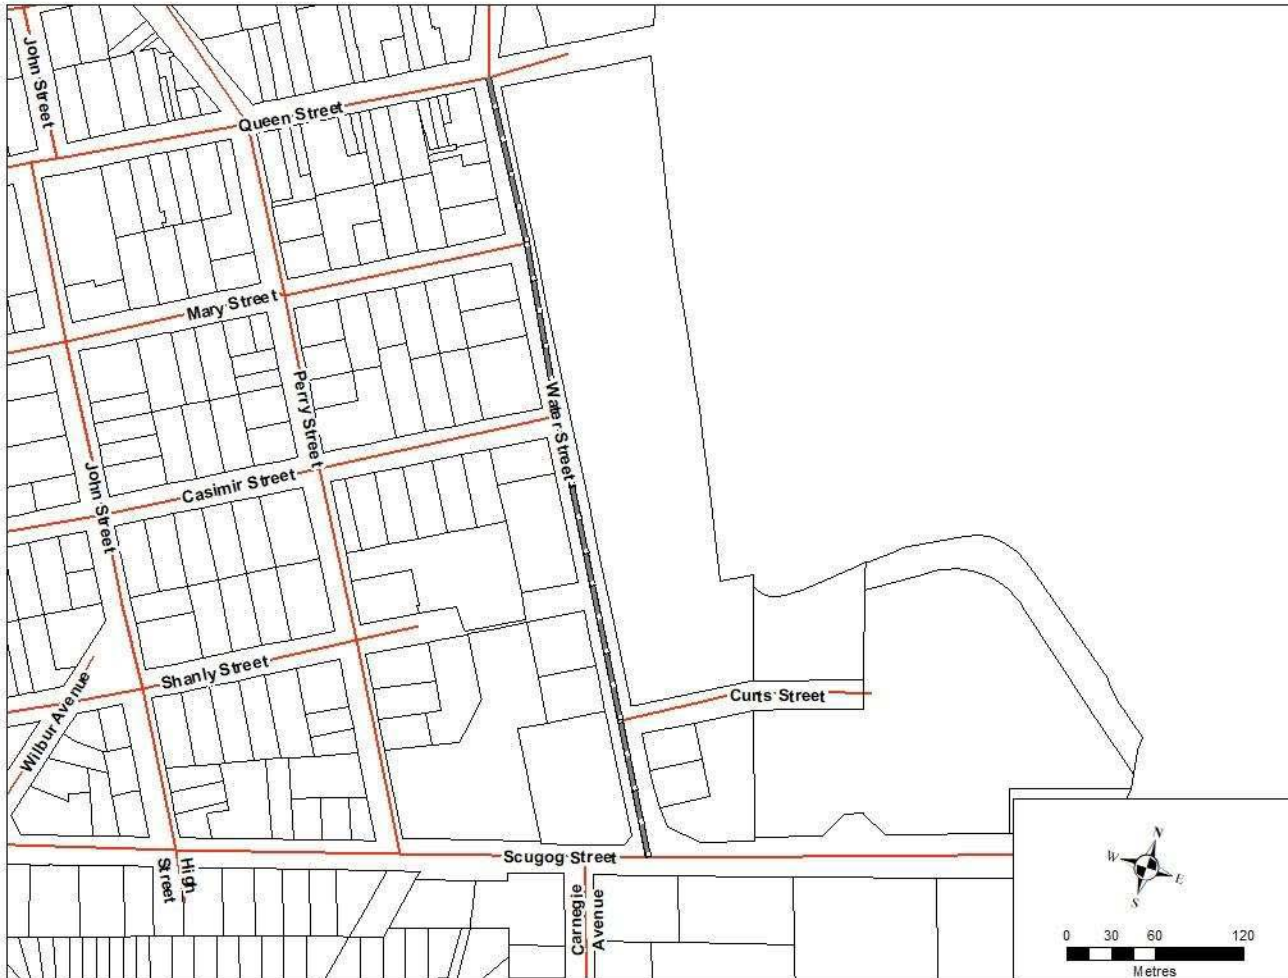 John Street
Queen Street
Mary Street
Perry Street
Water Street
Casimir Street
John Street
Shanly Street
Wilbur Avenue
Curts Street
Scugog Street
High
Street
Carnegie
Avenue
N
W
E
S
0 30 60 120
Metres